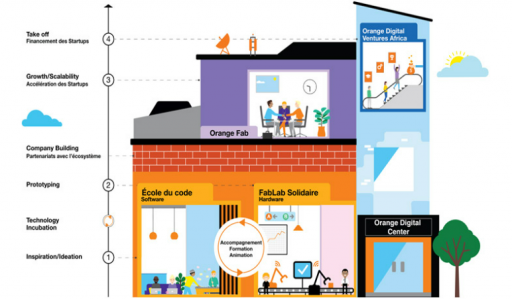 Take off
Financement des Startups
4
Growth/Scalability
Accélération des Startups
3
Company Building
Partenariats avec l'écosystème
Prototyping
2
Technology
Incubation
Inspiration/Ideation
1
Orange Digital
Ventures Africa
Orange Fab
École du code
Software
FabLab Solidaire
Hardware
Accompagnement
Formation
Animation
Orange Digital
Center